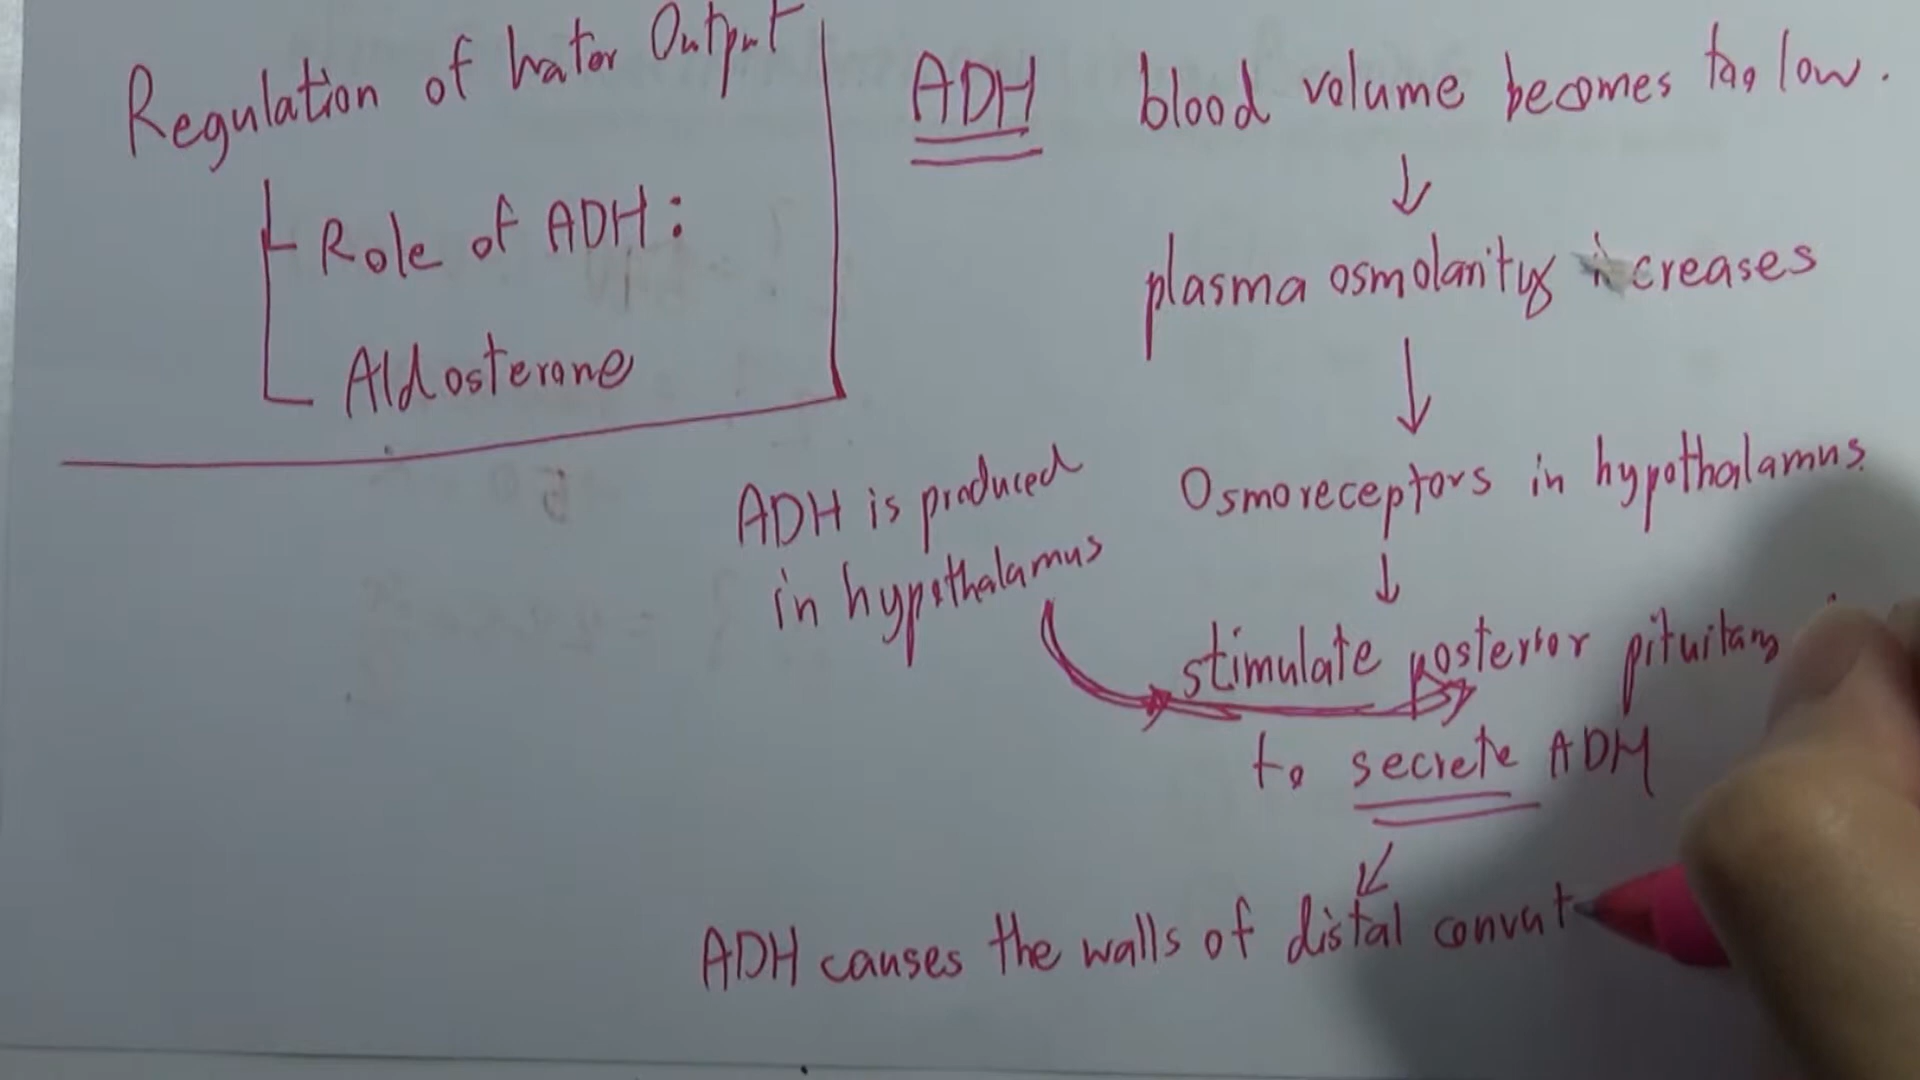 Regulation of Water Output
Role of ADH:
Aldosterone
ADH
blood volume becomes too low.
plasma osmolarity increases
Osmoreceptors in hypothalamus
ADH is produced
in hypothalamus
stimulate posterior pituitary
to secrete ADH
ADH causes the walls of distal convut